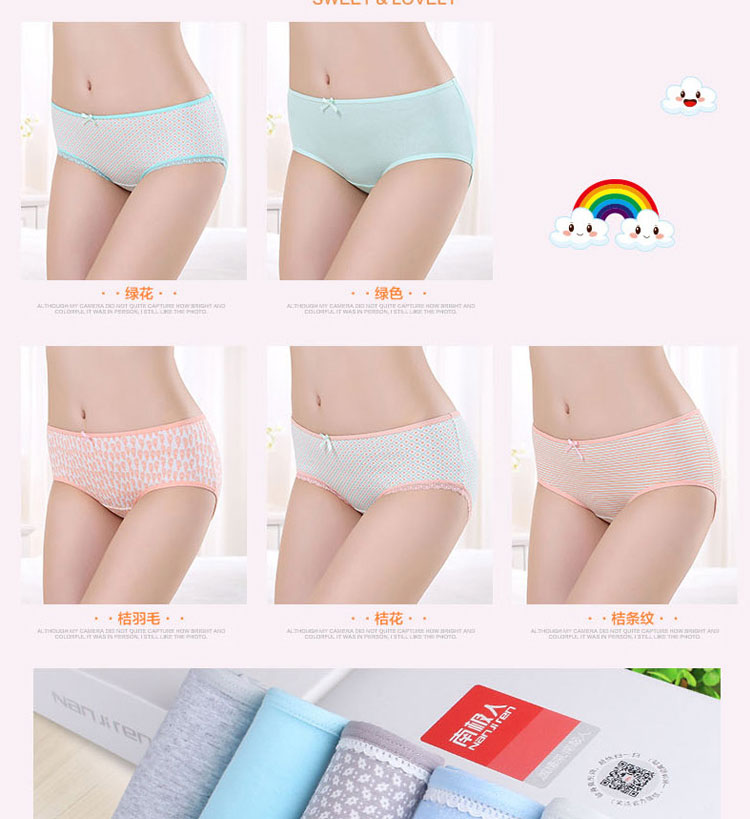 SWEET & LOVELY
··绿花··
··绿色··
ALTHOUGH MY CAMERA DID NOT QUITE CAPTURE HOW BRIGHT AND
COLORFUL IT WAS IN PERSON, I STILL LIKE THE PHOTO.
ALTHOUGH MY CAMERA DID NOT QUITE CAPTURE HOW BRIGHT AND
COLORFUL IT WAS IN PERSON, I STILL LIKE THE PHOTO.
··桔羽毛··
··桔花··
··桔条纹··
ALTHOUGH MY CAMERA DID NOT QUITE CAPTURE HOW BRIGHT AND
COLORFUL IT WAS IN PERSON, I STILL LIKE THE PHOTO.
ALTHOUGH MY CAMERA DID NOT QUITE CAPTURE HOW BRIGHT AND
COLORFUL IT WAS IN PERSON, I STILL LIKE THE PHOTO.
ALTHOUGH MY CAMERA DID NOT QUITE CAPTURE HOW BRIGHT AND
COLORFUL IT WAS IN PERSON, I STILL LIKE THE PHOTO.
Nanjiren
南极人
Nanjiren